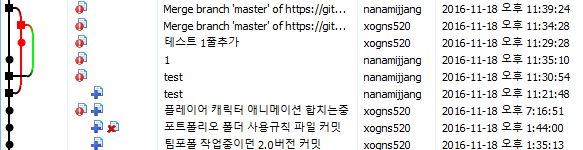 Merge branch 'master' of https://git... nanamijjang 2016-11-18 오후 11:39:24
Merge branch 'master' of https://git... xogns520 2016-11-18 오후 11:34:28
테스트 1풀추가 xogns520 2016-11-18 오후 11:29:28
1 nanamijjang 2016-11-18 오후 11:35:10
test nanamijjang 2016-11-18 오후 11:30:54
test nanamijjang 2016-11-18 오후 11:21:48
플레이어 캐릭터 애니메이션 합치는중 xogns520 2016-11-18 오후 7:16:51
포트폴리오 폴더 사용규칙 파일 커밋 xogns520 2016-11-18 오후 1:44:00
팀포폴 작업중이던 2.0버전 커밋 xogns520 2016-11-18 오후 1:35:13